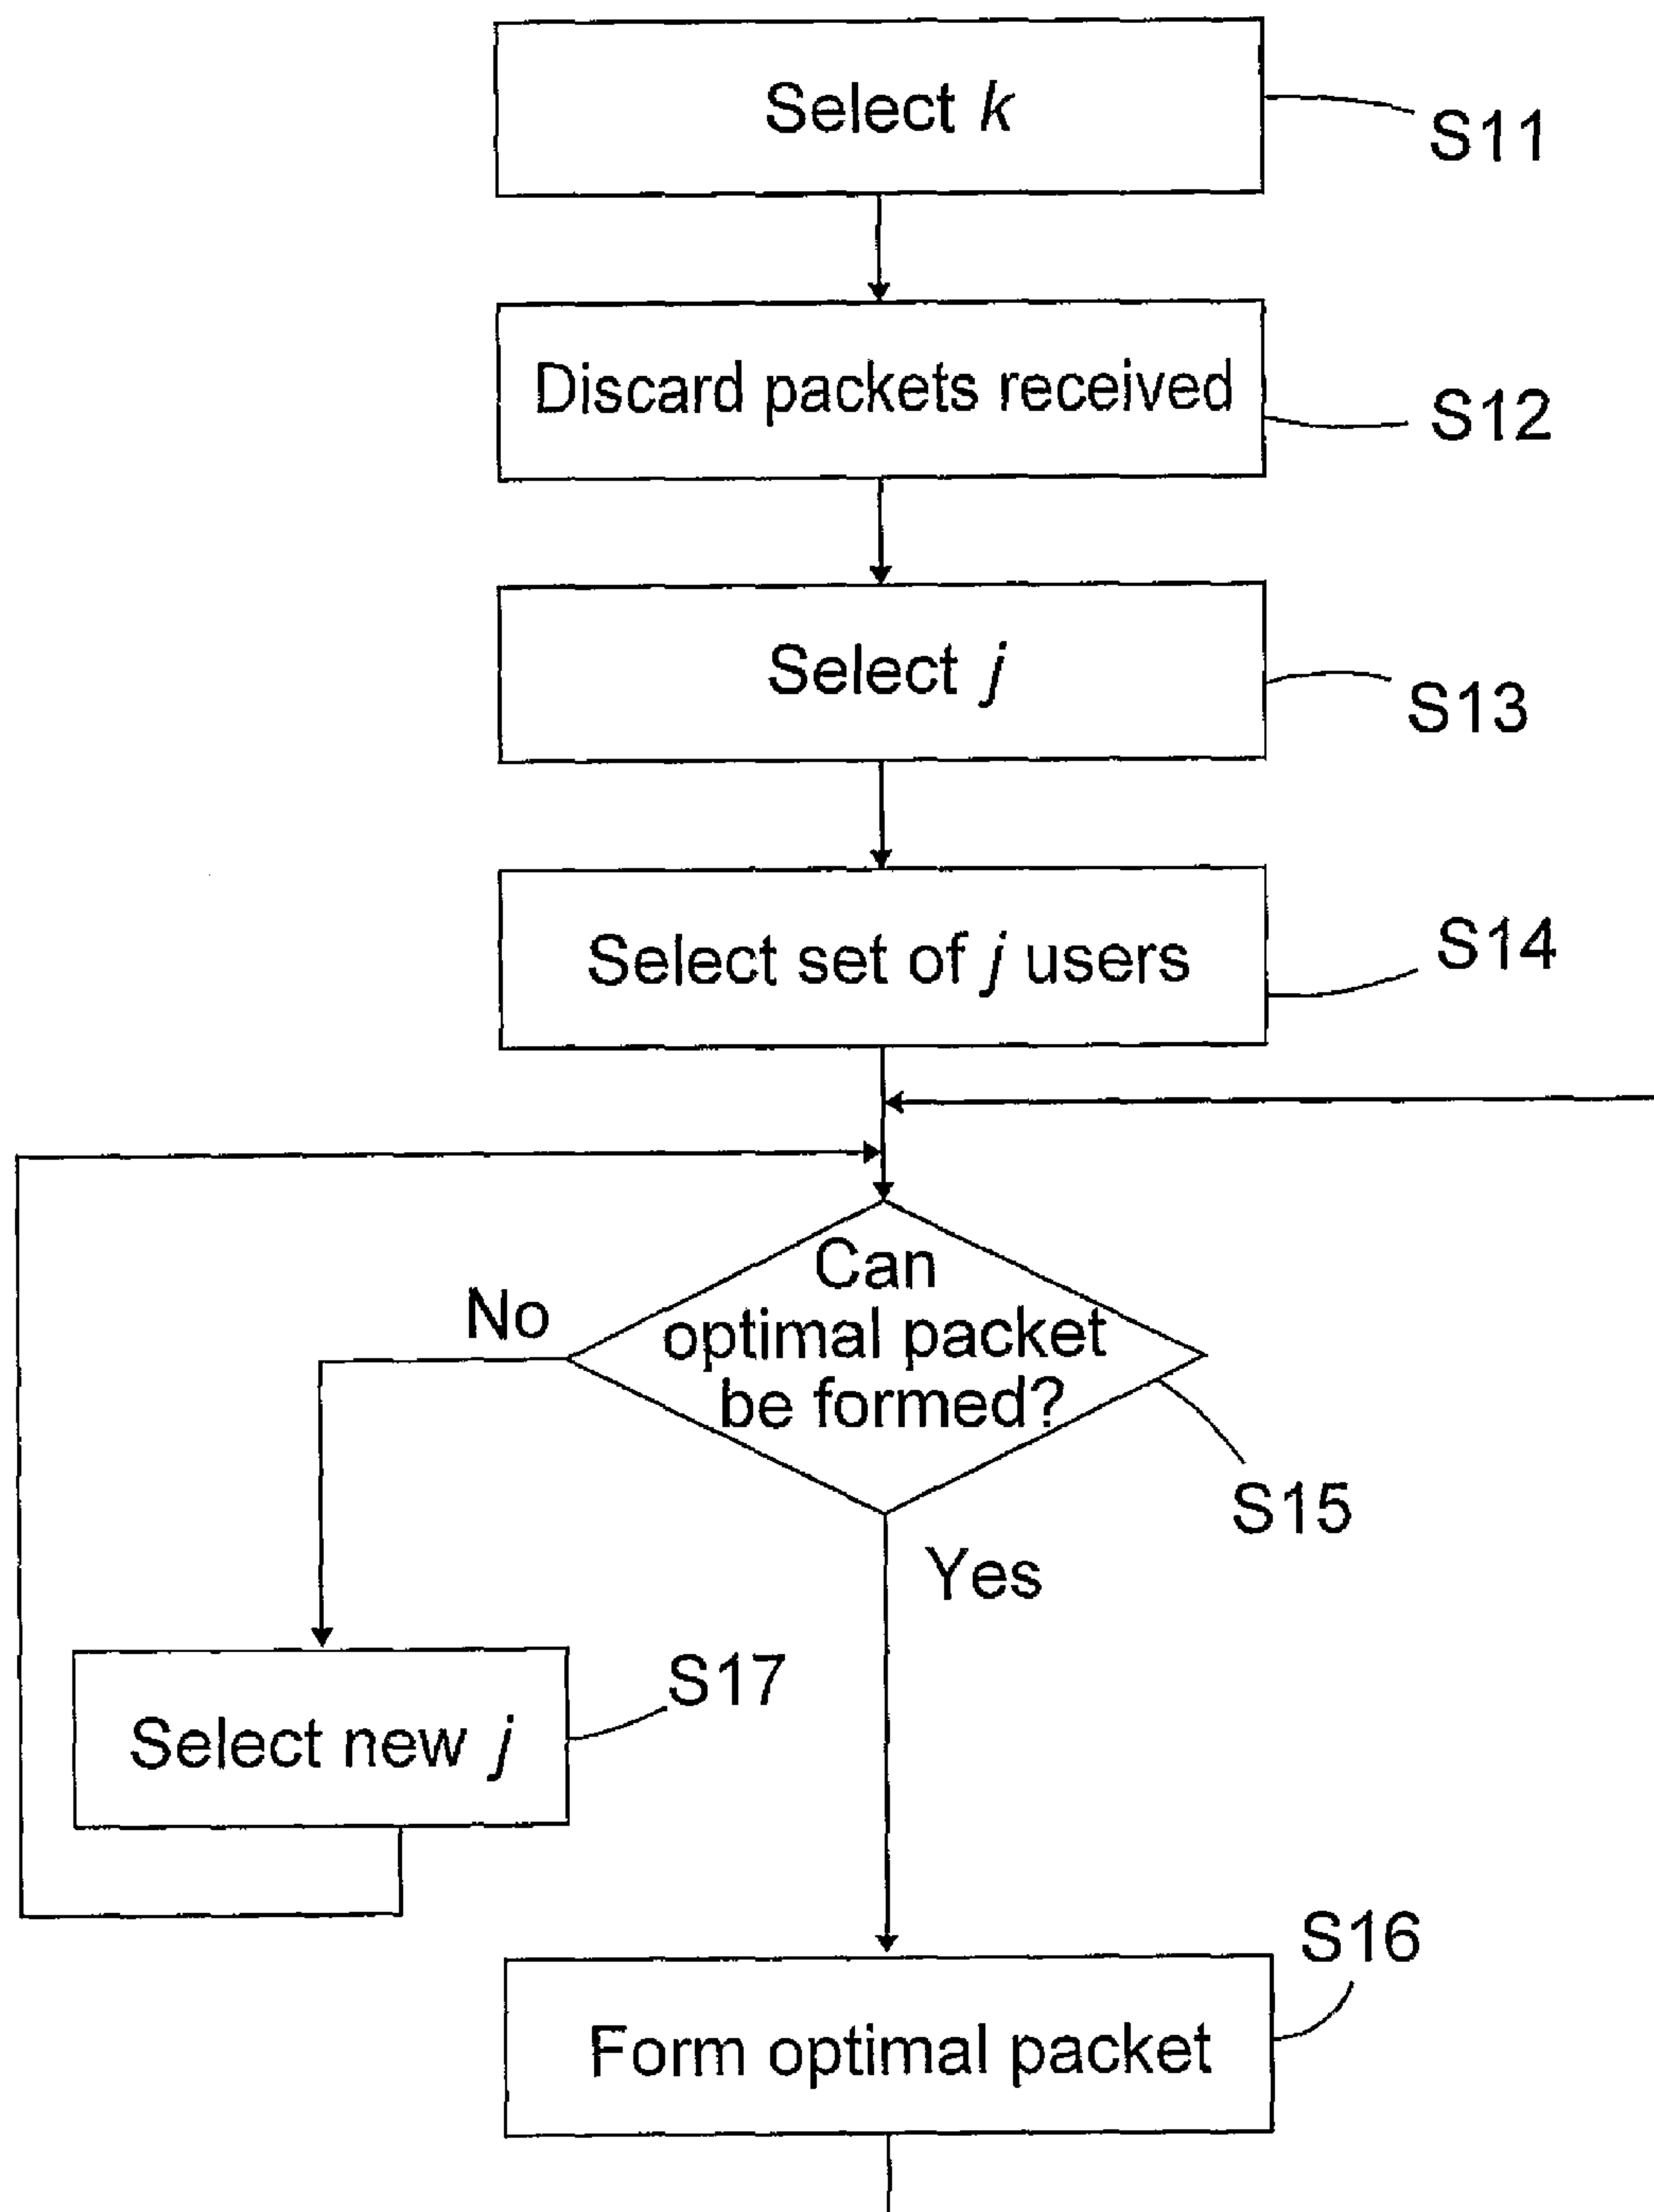 Select k
S11
Discard packets received
S12
Select j
S13
Select set of j users
S14
Can
optimal packet
be formed?
No
S15
Yes
S17
Select new j
S16
Form optimal packet